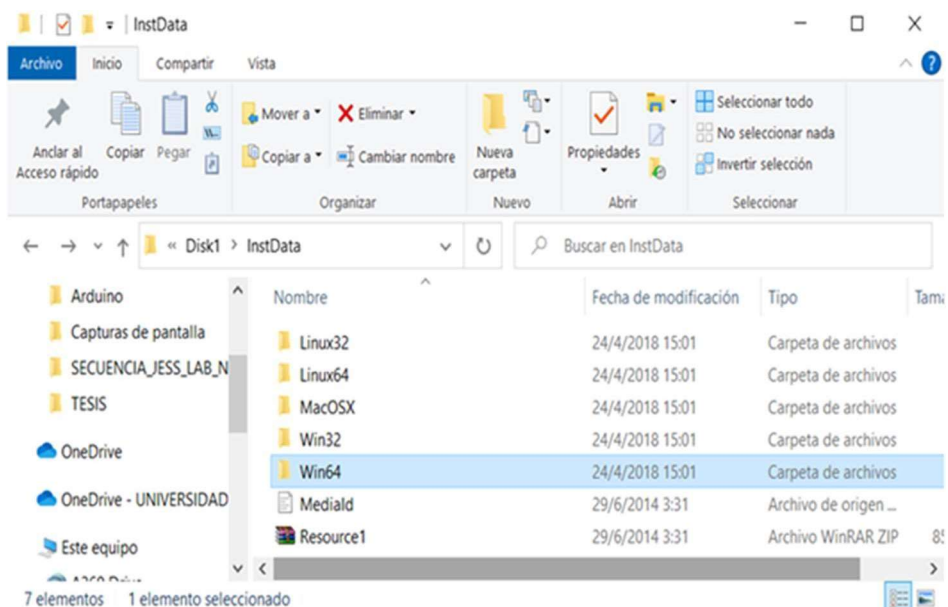 InstData
Archivo Inicio Compartir Vista
Anclar al
Acceso rápido
Copiar
Pegar
Portapapeles
Mover a
Copiar a
Eliminar
Cambiar nombre
Organizar
Nueva
carpeta
Nuevo
Propiedades
Abrir
Seleccionar todo
No seleccionar nada
Invertir selección
Seleccionar
« Disk1 > InstData
Buscar en InstData
Arduino
Capturas de pantalla
SECUENCIA_JESS_LAB_N
TESIS
OneDrive
OneDrive - UNIVERSIDAD
Este equipo
Nombre Fecha de modificación Tipo Tama
Linux32 24/4/2018 15:01 Carpeta de archivos
Linux64 24/4/2018 15:01 Carpeta de archivos
MacOSX 24/4/2018 15:01 Carpeta de archivos
Win32 24/4/2018 15:01 Carpeta de archivos
Win64 24/4/2018 15:01 Carpeta de archivos
MediaId 29/6/2014 3:31 Archivo de origen ...
Resource1 29/6/2014 3:31 Archivo WinRAR ZIP
7 elementos 1 elemento seleccionado